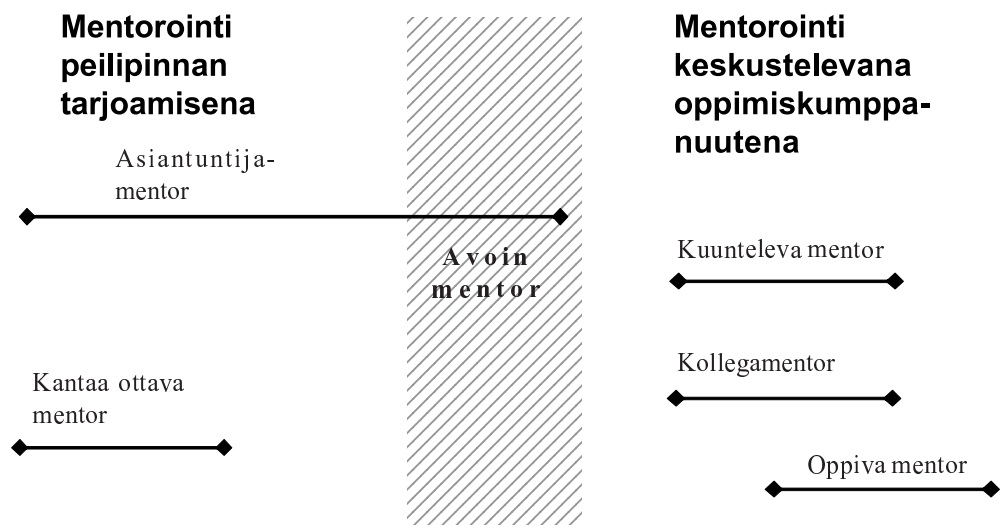 Mentorointi
peilipinnan
tarjoamisena
Mentorointi
keskustelevana
oppimiskumppa-
nuutena
Asiantuntija-
mentor
Avoin
mentor
Kuunteleva mentor
Kollegamentor
Kantaa ottava
mentor
Oppiva mentor